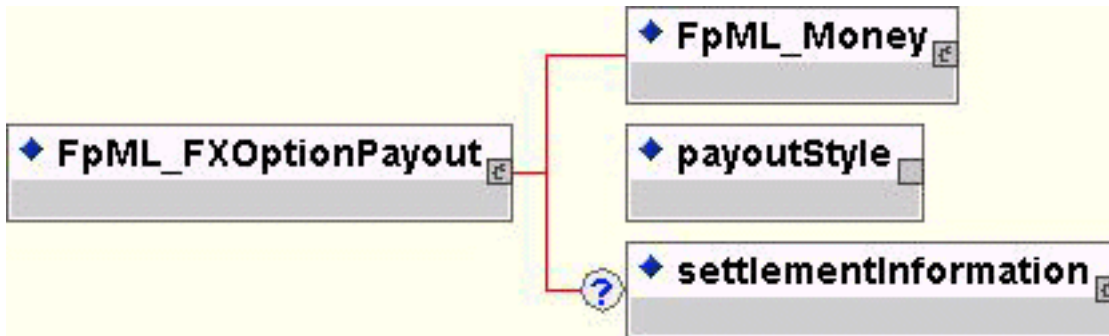 FpML_Money
FpML_FXOptionPayout
payoutStyle
?
settlementInformation